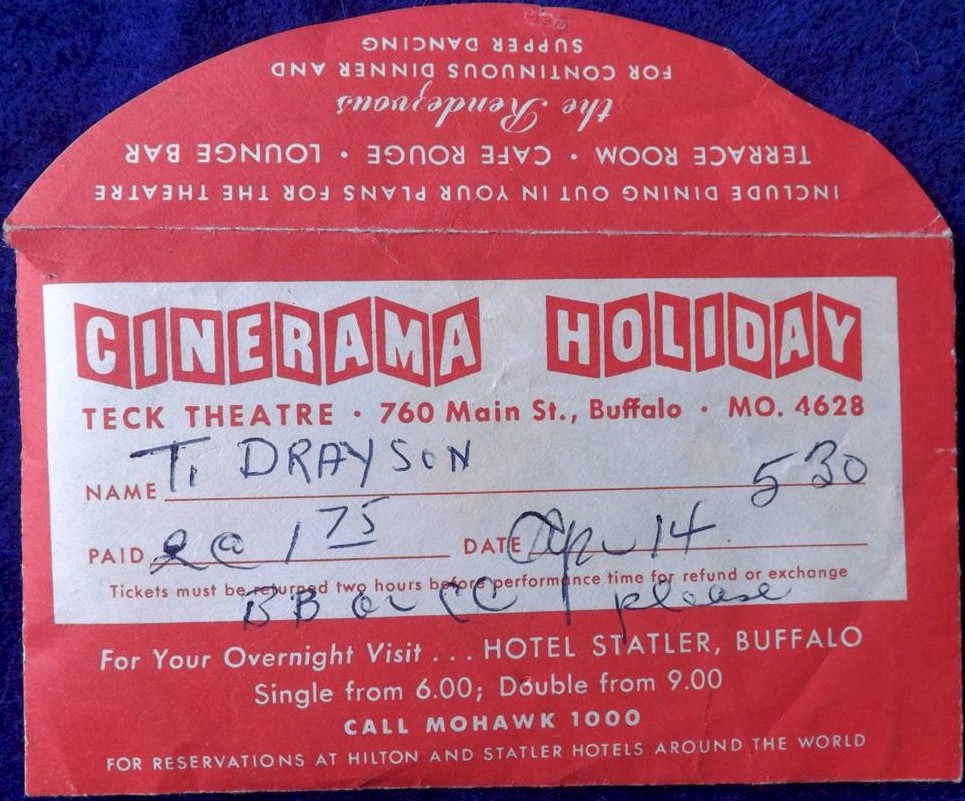 INCLUDE DINING OUT IN YOUR PLANS FOR THE THEATRE
TERRACE ROOM • CAFE ROUGE • LOUNGE BAR
the Rendezvous
FOR CONTINUOUS DINNER AND
SUPPER DANCING
CINERAMA HOLIDAY
TECK THEATRE • 760 Main St., Buffalo • MO. 4628
NAME T. DRAYSON 530
PAID 2 @ 1 75 DATE Apr 14
Tickets must be returned two hours before performance time for refund or exchange
BB or CC please
For Your Overnight Visit ... HOTEL STATLER, BUFFALO
Single from 6.00; Double from 9.00
CALL MOHAWK 1000
FOR RESERVATIONS AT HILTON AND STATLER HOTELS AROUND THE WORLD